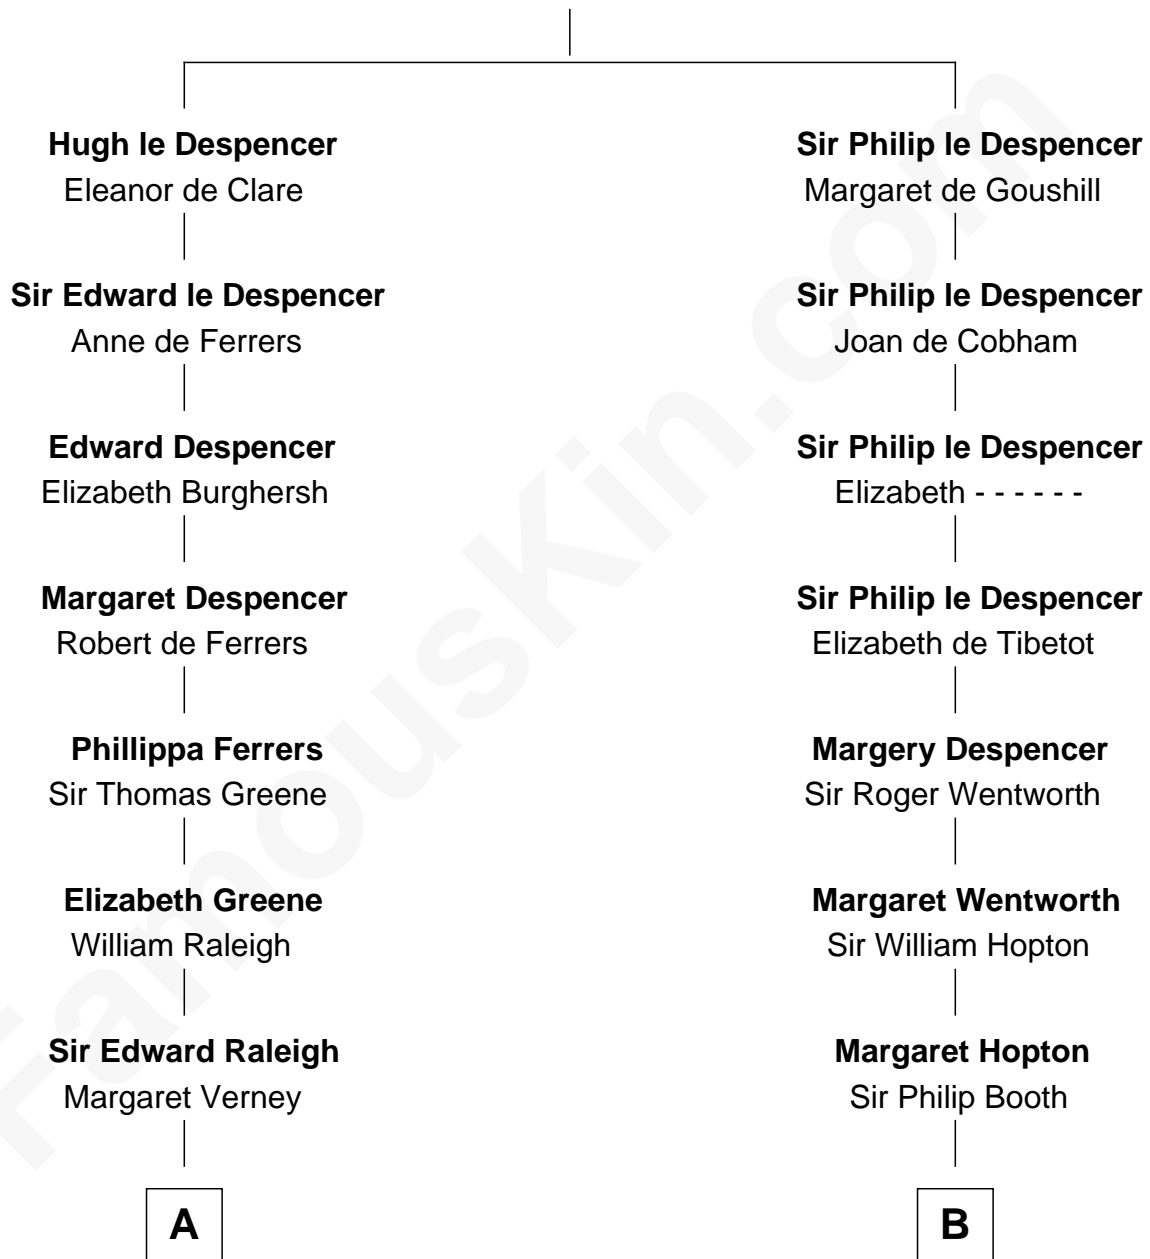 Hugh le Despencer
Eleanor de Clare
Sir Edward le Despencer
Anne de Ferrers
Edward Despencer
Elizabeth Burghersh
Margaret Despencer
Robert de Ferrers
Phillippa Ferrers
Sir Thomas Greene
Elizabeth Greene
William Raleigh
Sir Edward Raleigh
Margaret Verney
A
Sir Philip le Despencer
Margaret de Goushill
Sir Philip le Despencer
Joan de Cobham
Sir Philip le Despencer
Elizabeth - - - - - -
Sir Philip le Despencer
Elizabeth de Tibetot
Margery Despencer
Sir Roger Wentworth
Margaret Wentworth
Sir William Hopton
Margaret Hopton
Sir Philip Booth
B
FamousKin.com